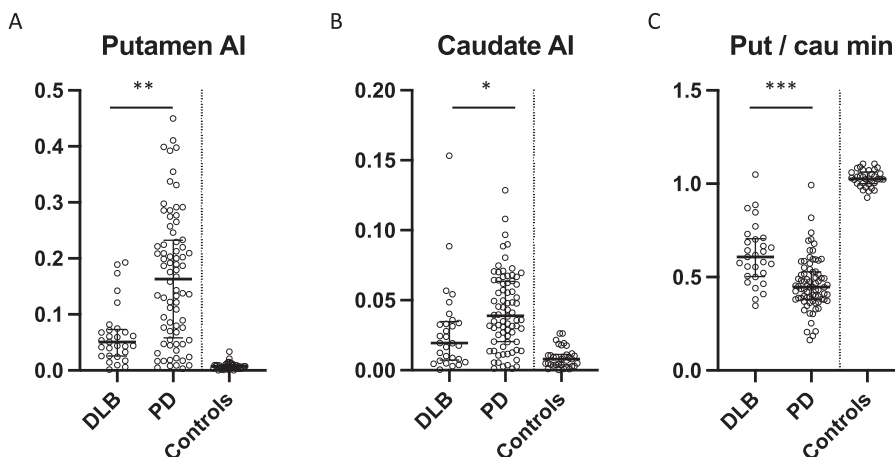 A
Putamen AI
**
0.5
0.4
0.3
0.2
0.1
0.0
DLB
PD
Controls
B
Caudate AI
*
0.20
0.15
0.10
0.05
0.00
DLB
PD
Controls
C
Put / cau min
***
1.5
1.0
0.5
0.0
DLB
PD
Controls